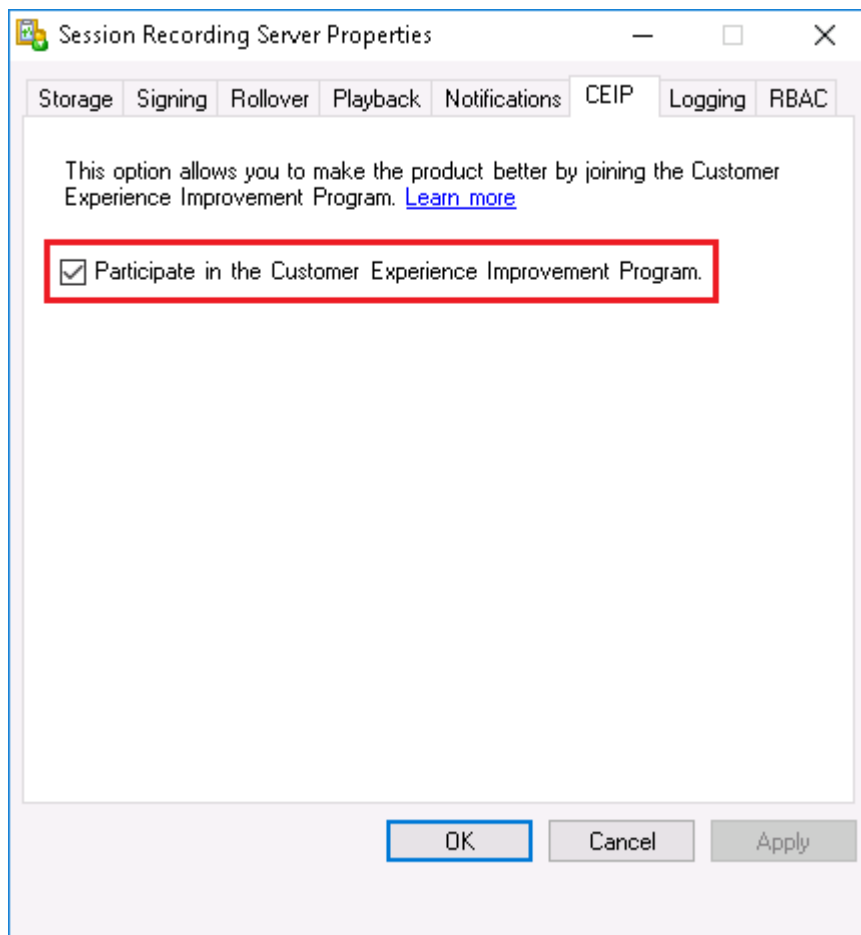 Session Recording Server Properties
Storage Signing Rollover Playback Notifications CEIP Logging RBAC
This option allows you to make the product better by joining the Customer
Experience Improvement Program. Learn more
Participate in the Customer Experience Improvement Program.
OK Cancel Apply